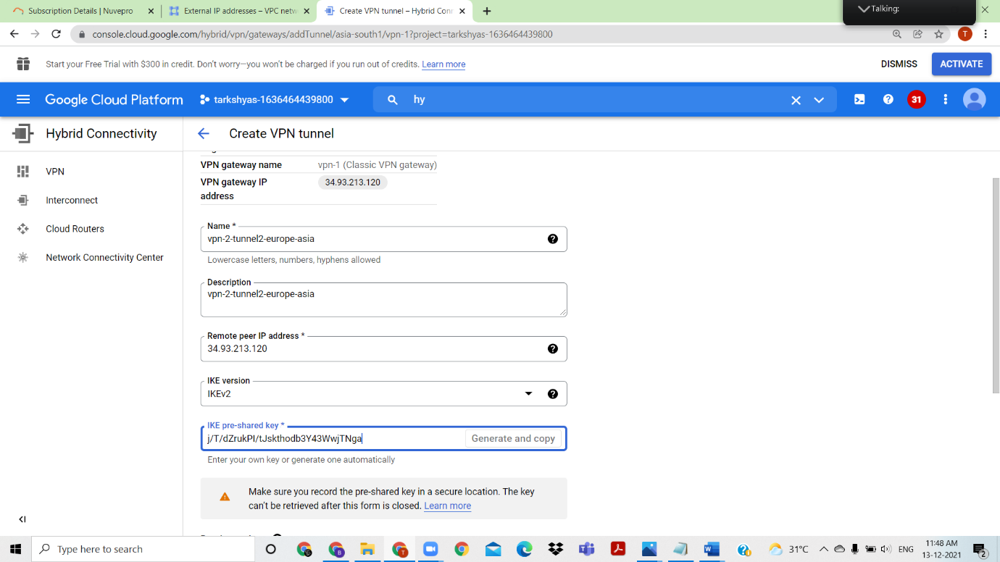 Subscription Details | Nuvepro
External IP addresses – VPC netw
Create VPN tunnel – Hybrid Conn
Talking:
console.cloud.google.com/hybrid/vpn/gateways/addTunnel/asia-south1/vpn-1?project=tarkshyas-1636464439800
T
Start your Free Trial with $300 in credit. Don't worry—you won't be charged if you run out of credits. Learn more
DISMISS
ACTIVATE
Google Cloud Platform
tarkshyas-1636464439800
hy
31
Hybrid Connectivity
Create VPN tunnel
VPN
Interconnect
Cloud Routers
Network Connectivity Center
VPN gateway name
vpn-1 (Classic VPN gateway)
VPN gateway IP
address
34.93.213.120
Name *
vpn-2-tunnel2-europe-asia
Lowercase letters, numbers, hyphens allowed
Description
vpn-2-tunnel2-europe-asia
Remote peer IP address *
34.93.213.120
IKE version
IKEv2
IKE pre-shared key *
j/T/dZrukPI/tJskthodb3Y43WwjTNga
Generate and copy
Enter your own key or generate one automatically
Make sure you record the pre-shared key in a secure location. The key
can't be retrieved after this form is closed. Learn more
Type here to search
31°C
ENG
11:48 AM
13-12-2021
2